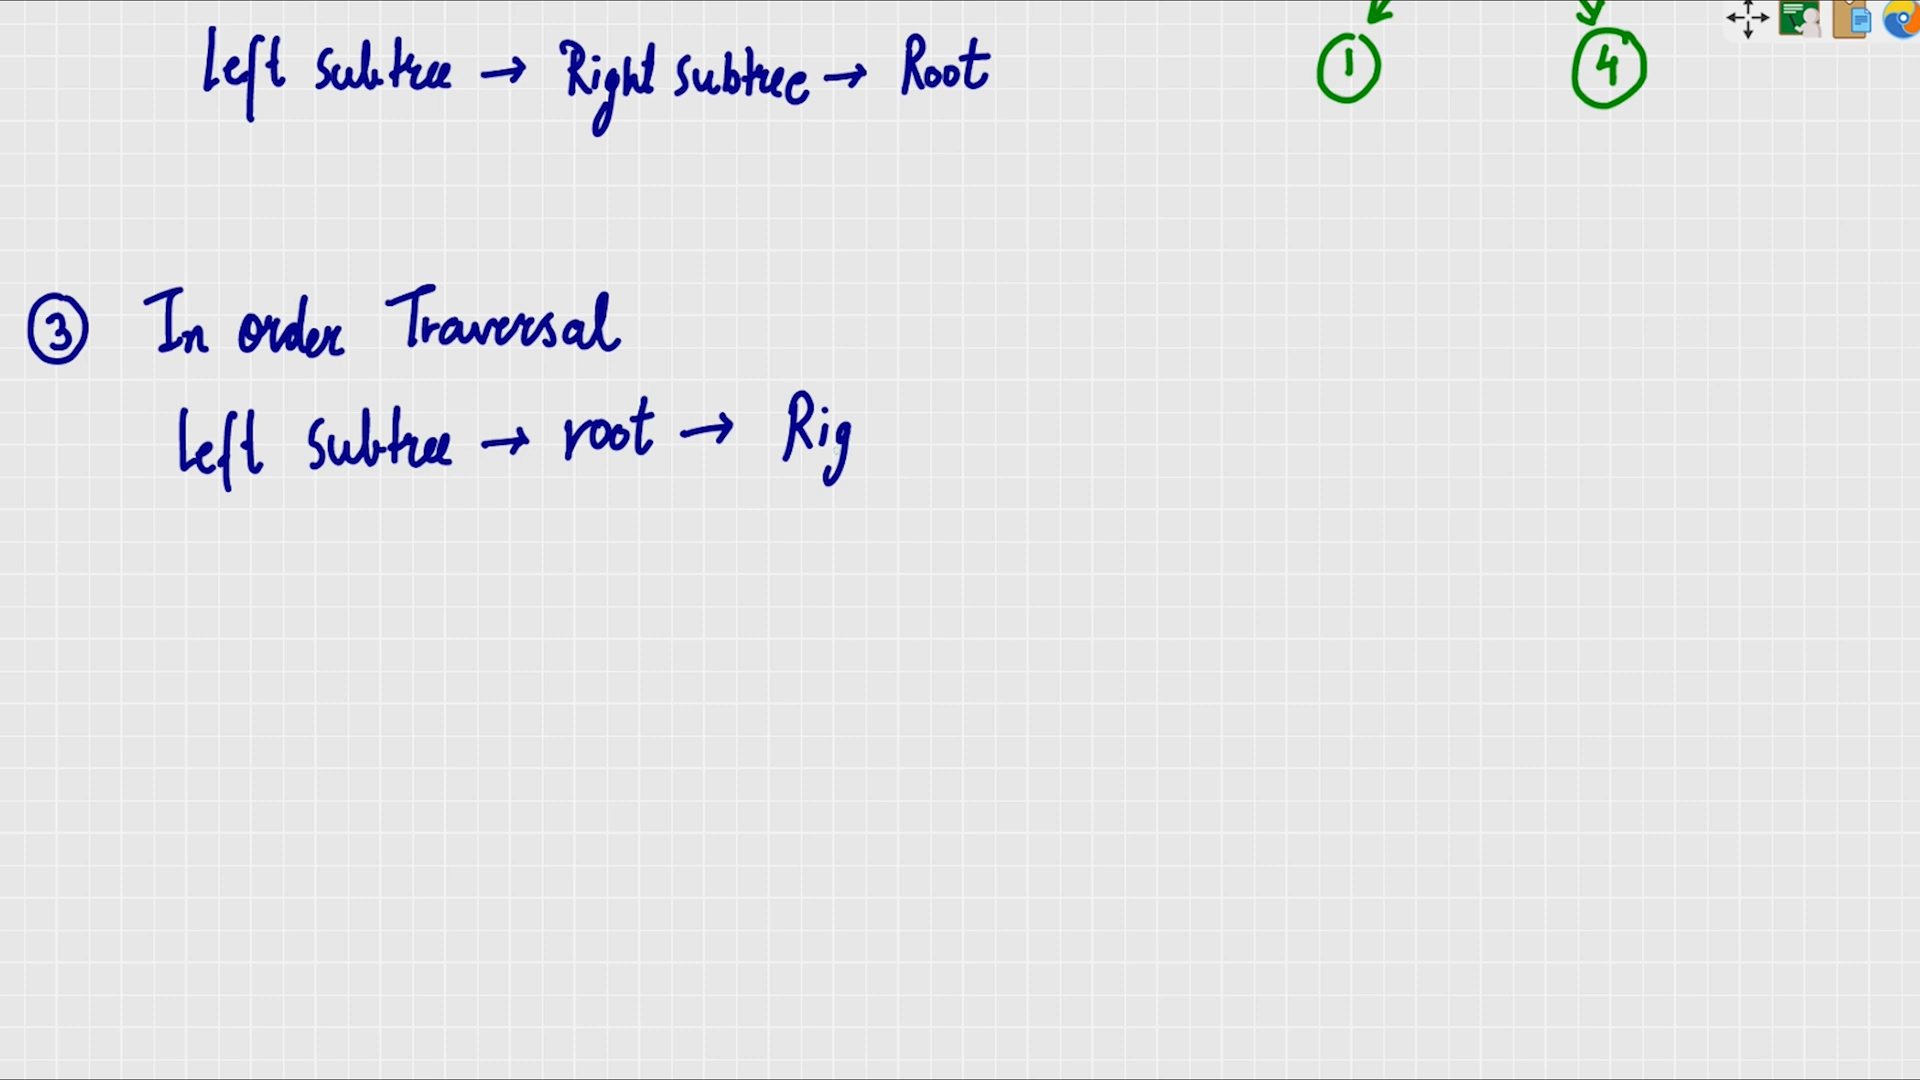 Left subtree → Right subtree → Root
1 4
3 In order Traversal
Left subtree → root → Rig